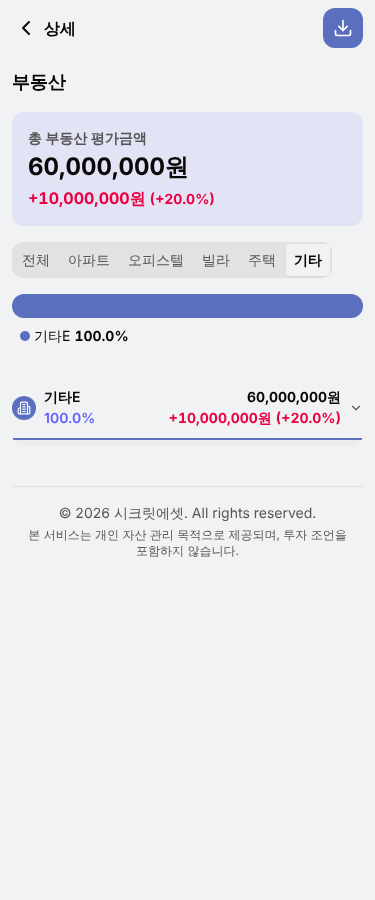 상세
부동산
총 부동산 평가금액
60,000,000원
+10,000,000원 (+20.0%)
전체 아파트 오피스텔 빌라 주택 기타
기타E 100.0%
기타E 60,000,000원
100.0% +10,000,000원 (+20.0%)
© 2026 시크릿에셋. All rights reserved.
본 서비스는 개인 자산 관리 목적으로 제공되며, 투자 조언을
포함하지 않습니다.